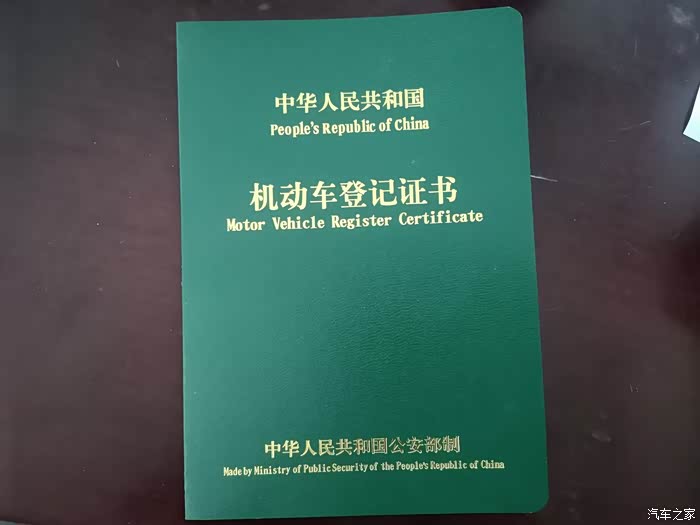 中华人民共和国
People's Republic of China
机动车登记证书
Motor Vehicle Register Certificate
中华人民共和国公安部制
Made by Ministry of Public Security of the People's Republic of China
汽车之家